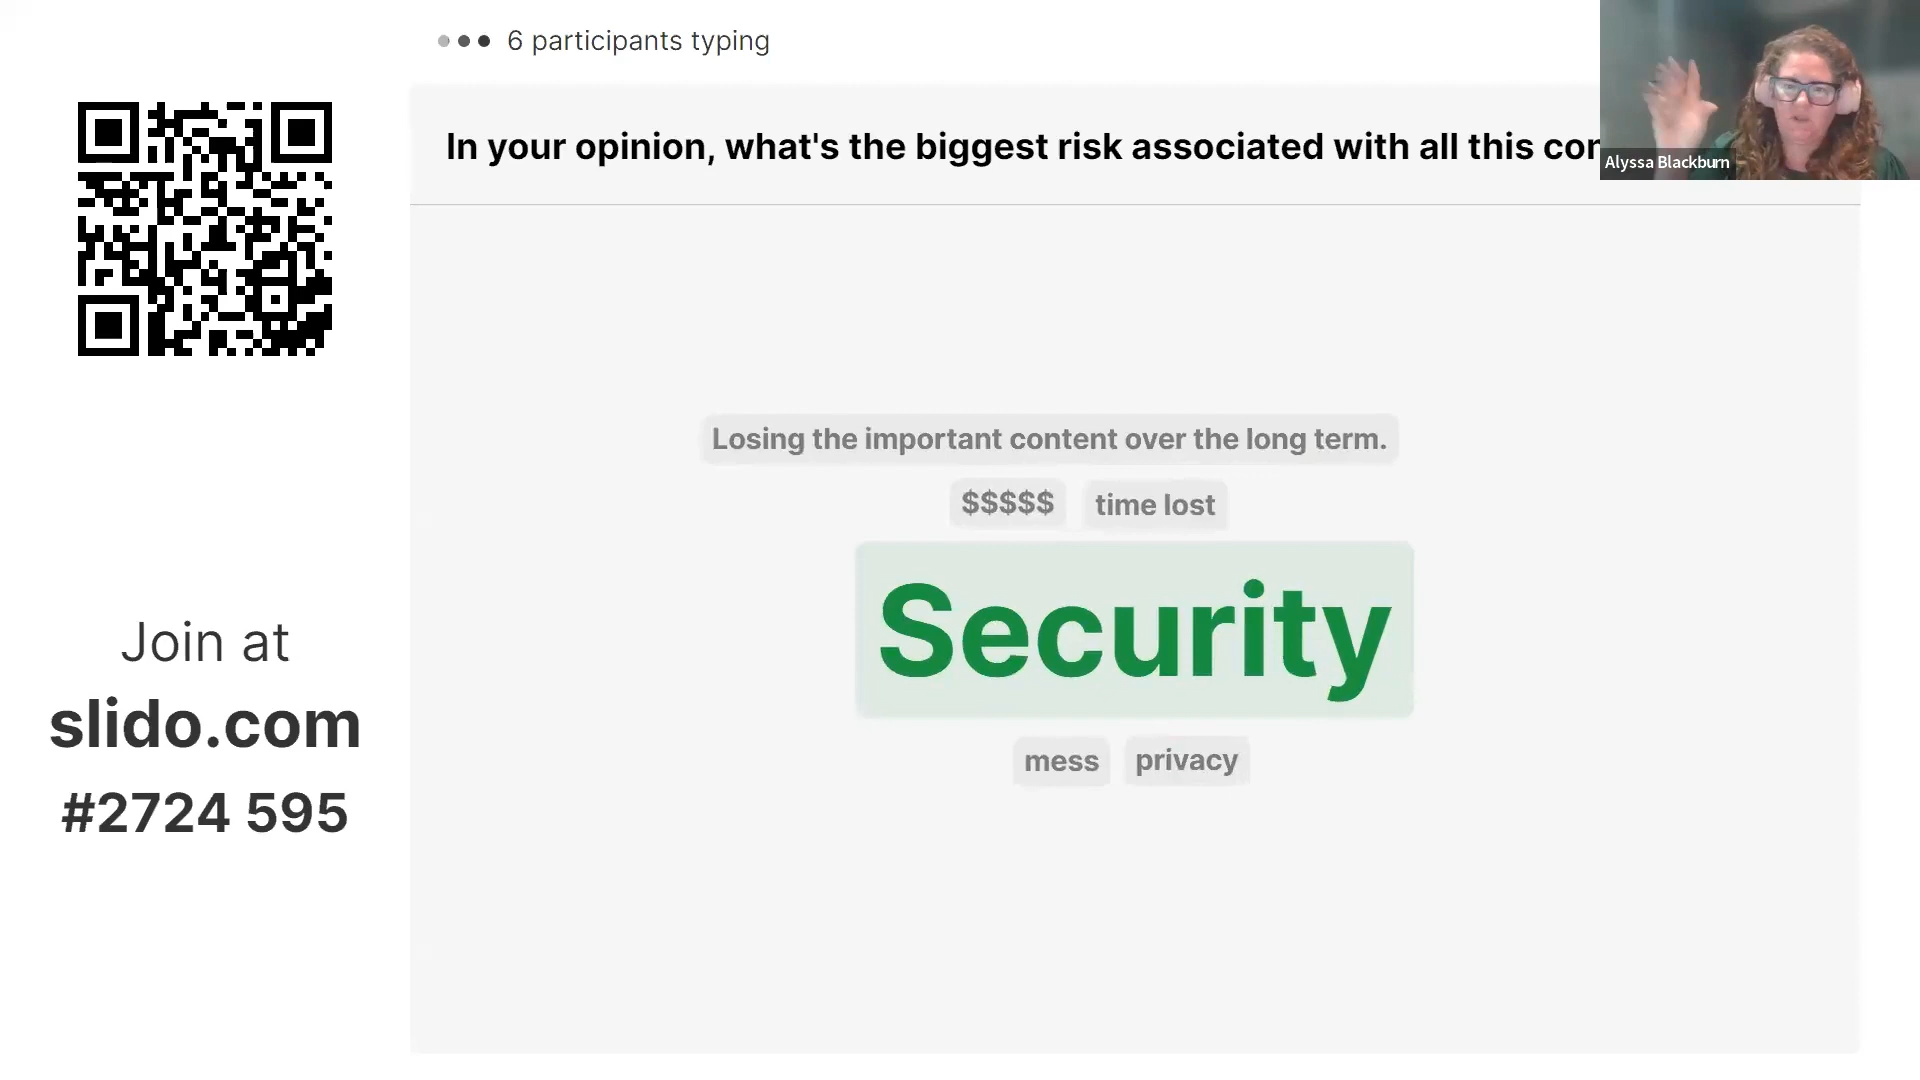 6 participants typing
In your opinion, what's the biggest risk associated with all this con
Alyssa Blackburn
Losing the important content over the long term.
$$$$$ time lost
Security
mess privacy
Join at
slido.com
#2724 595